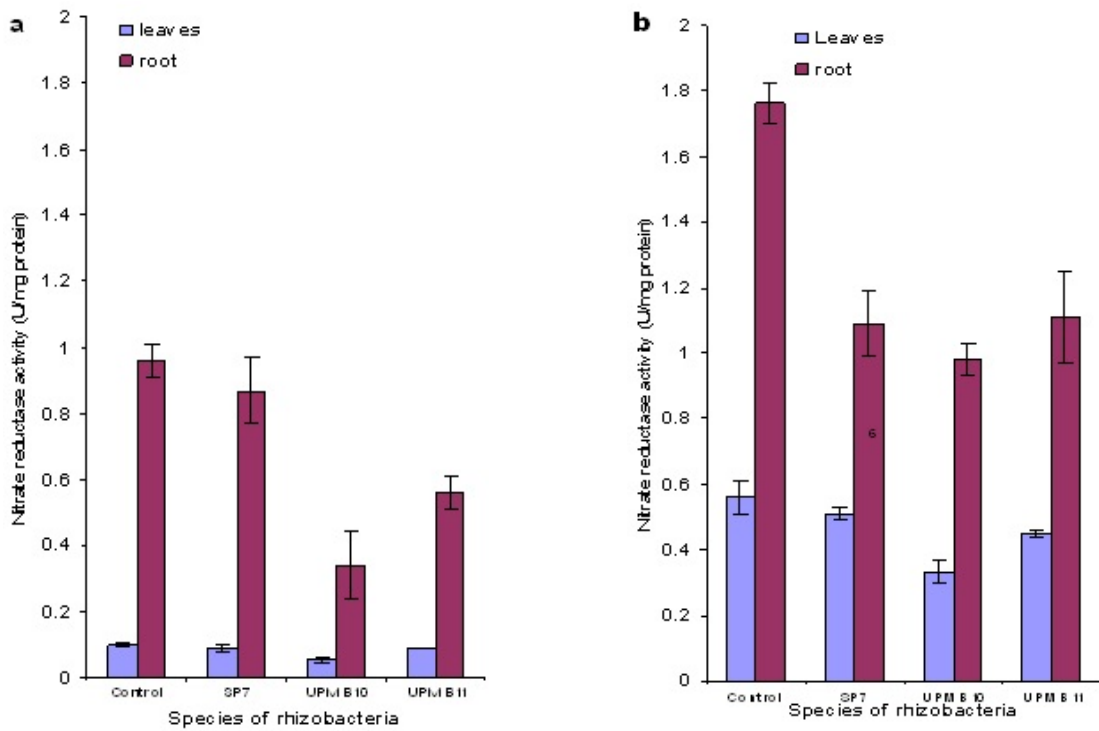 a
leaves
root
Nitrate reductase activity (U/mg protein)
2
1.8
1.6
1.4
1.2
1
0.8
0.6
0.4
0.2
0
Control SP7 UPM B10 UPM B11
Species of rhizobacteria
b
Leaves
root
Nitrate reductase activity (U/mg protein)
2
1.8
1.6
1.4
1.2
1
0.8
0.6
0.4
0.2
0
6
Control SP7 UPM B10 UPM B11
Species of rhizobacteria